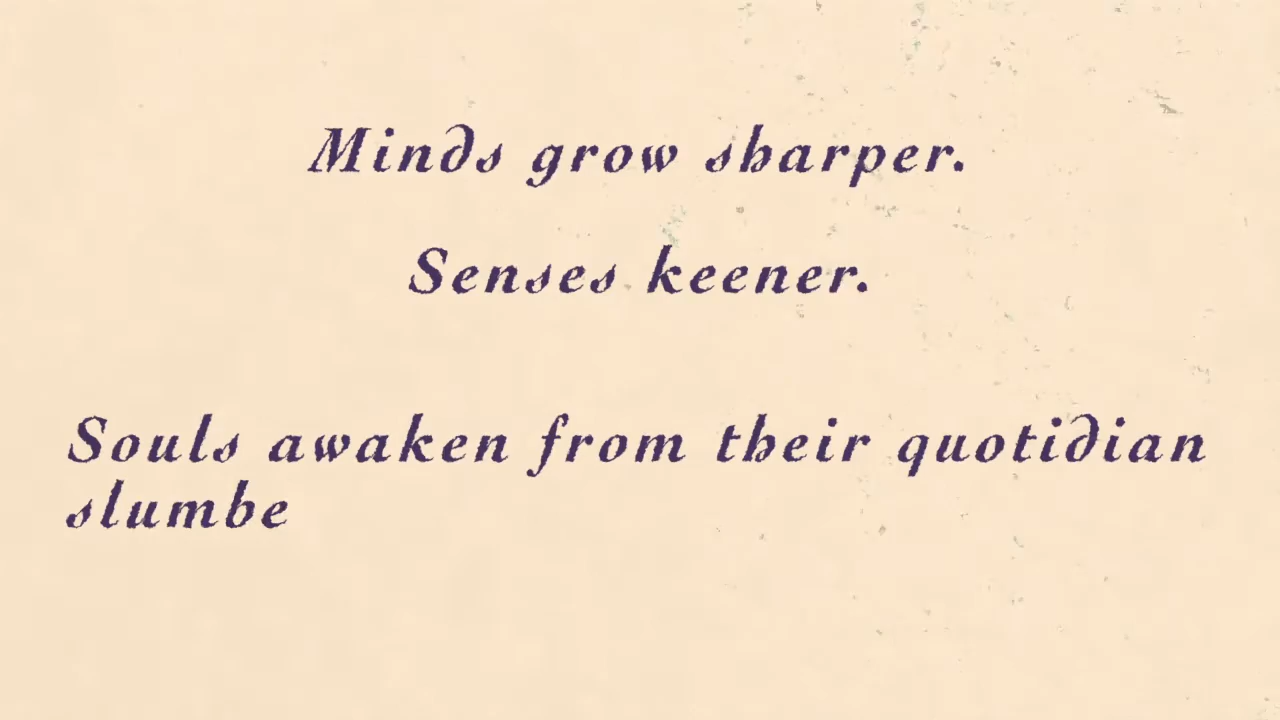 Minds grow sharper.
Senses keener.
Souls awaken from their quotidian
slumbe